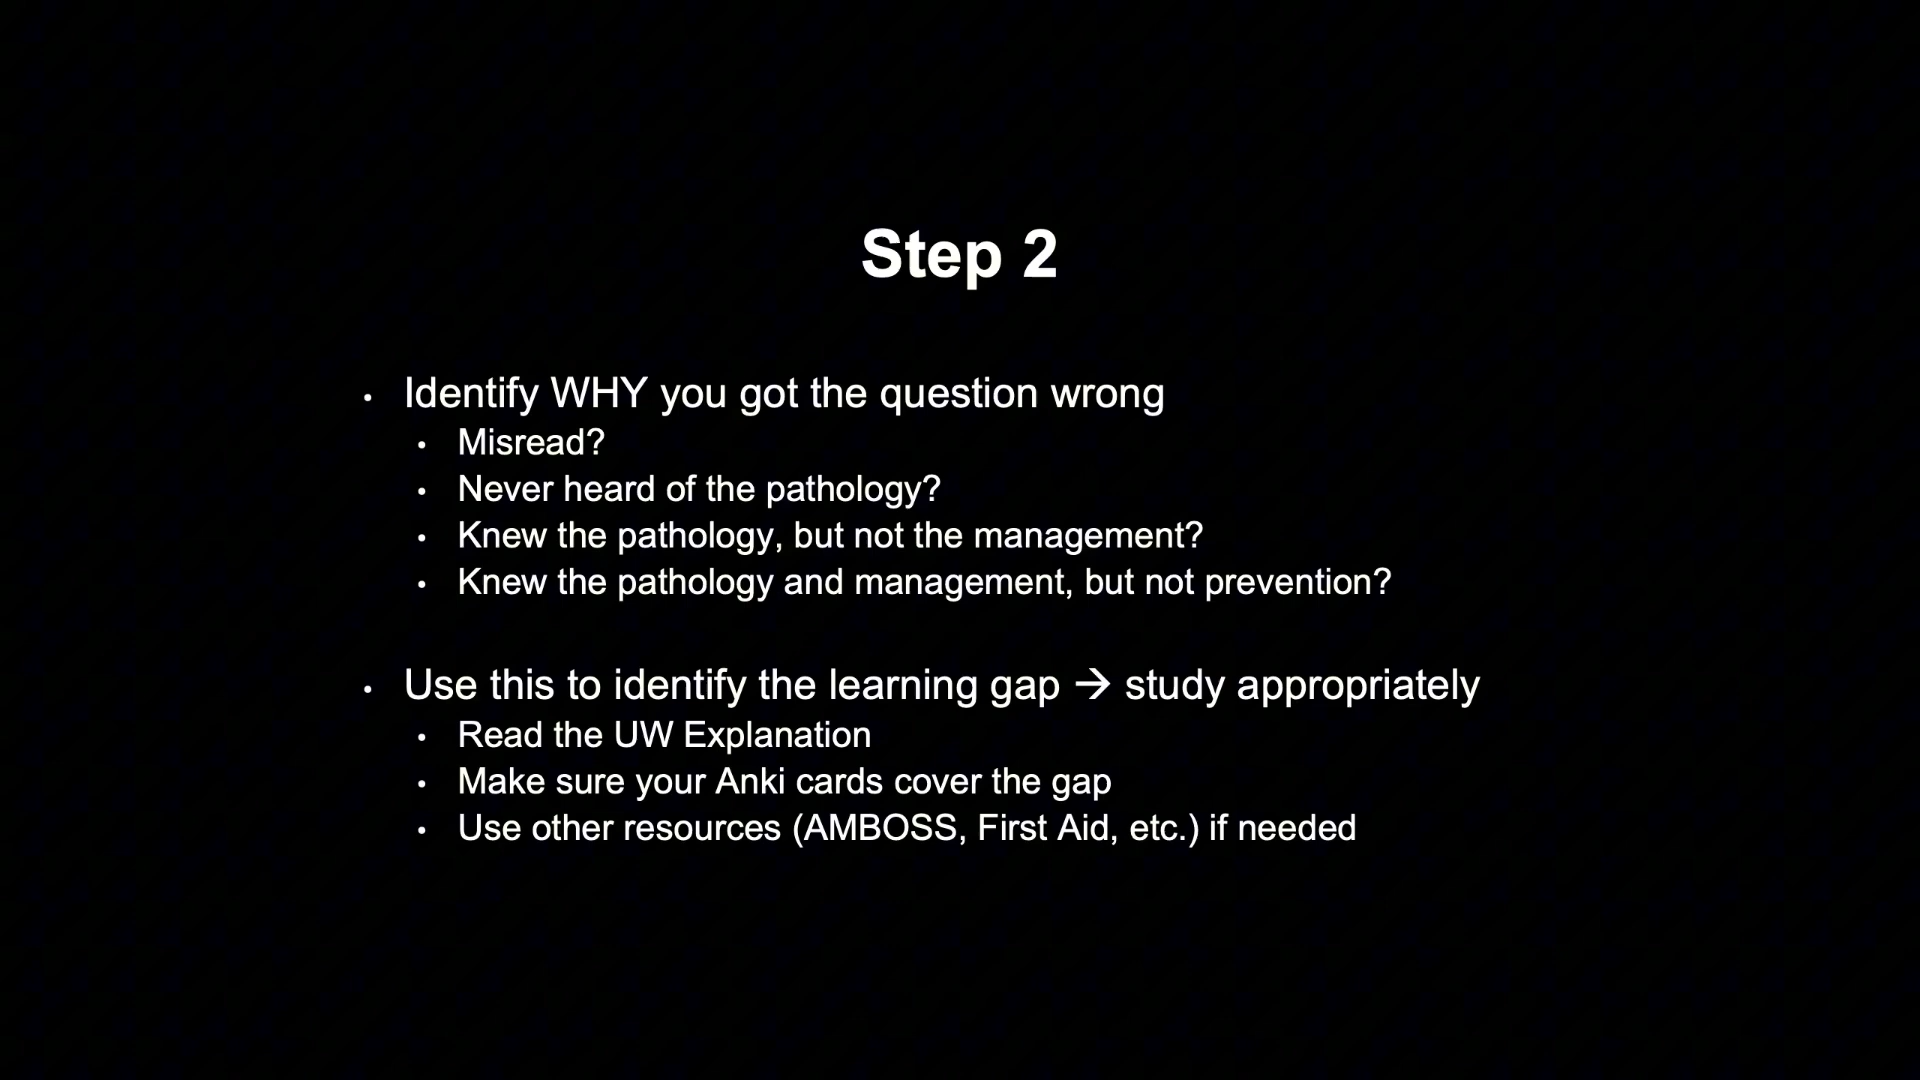 Step 2
• Identify WHY you got the question wrong
• Misread?
• Never heard of the pathology?
• Knew the pathology, but not the management?
• Knew the pathology and management, but not prevention?
• Use this to identify the learning gap → study appropriately
• Read the UW Explanation
• Make sure your Anki cards cover the gap
• Use other resources (AMBOSS, First Aid, etc.) if needed